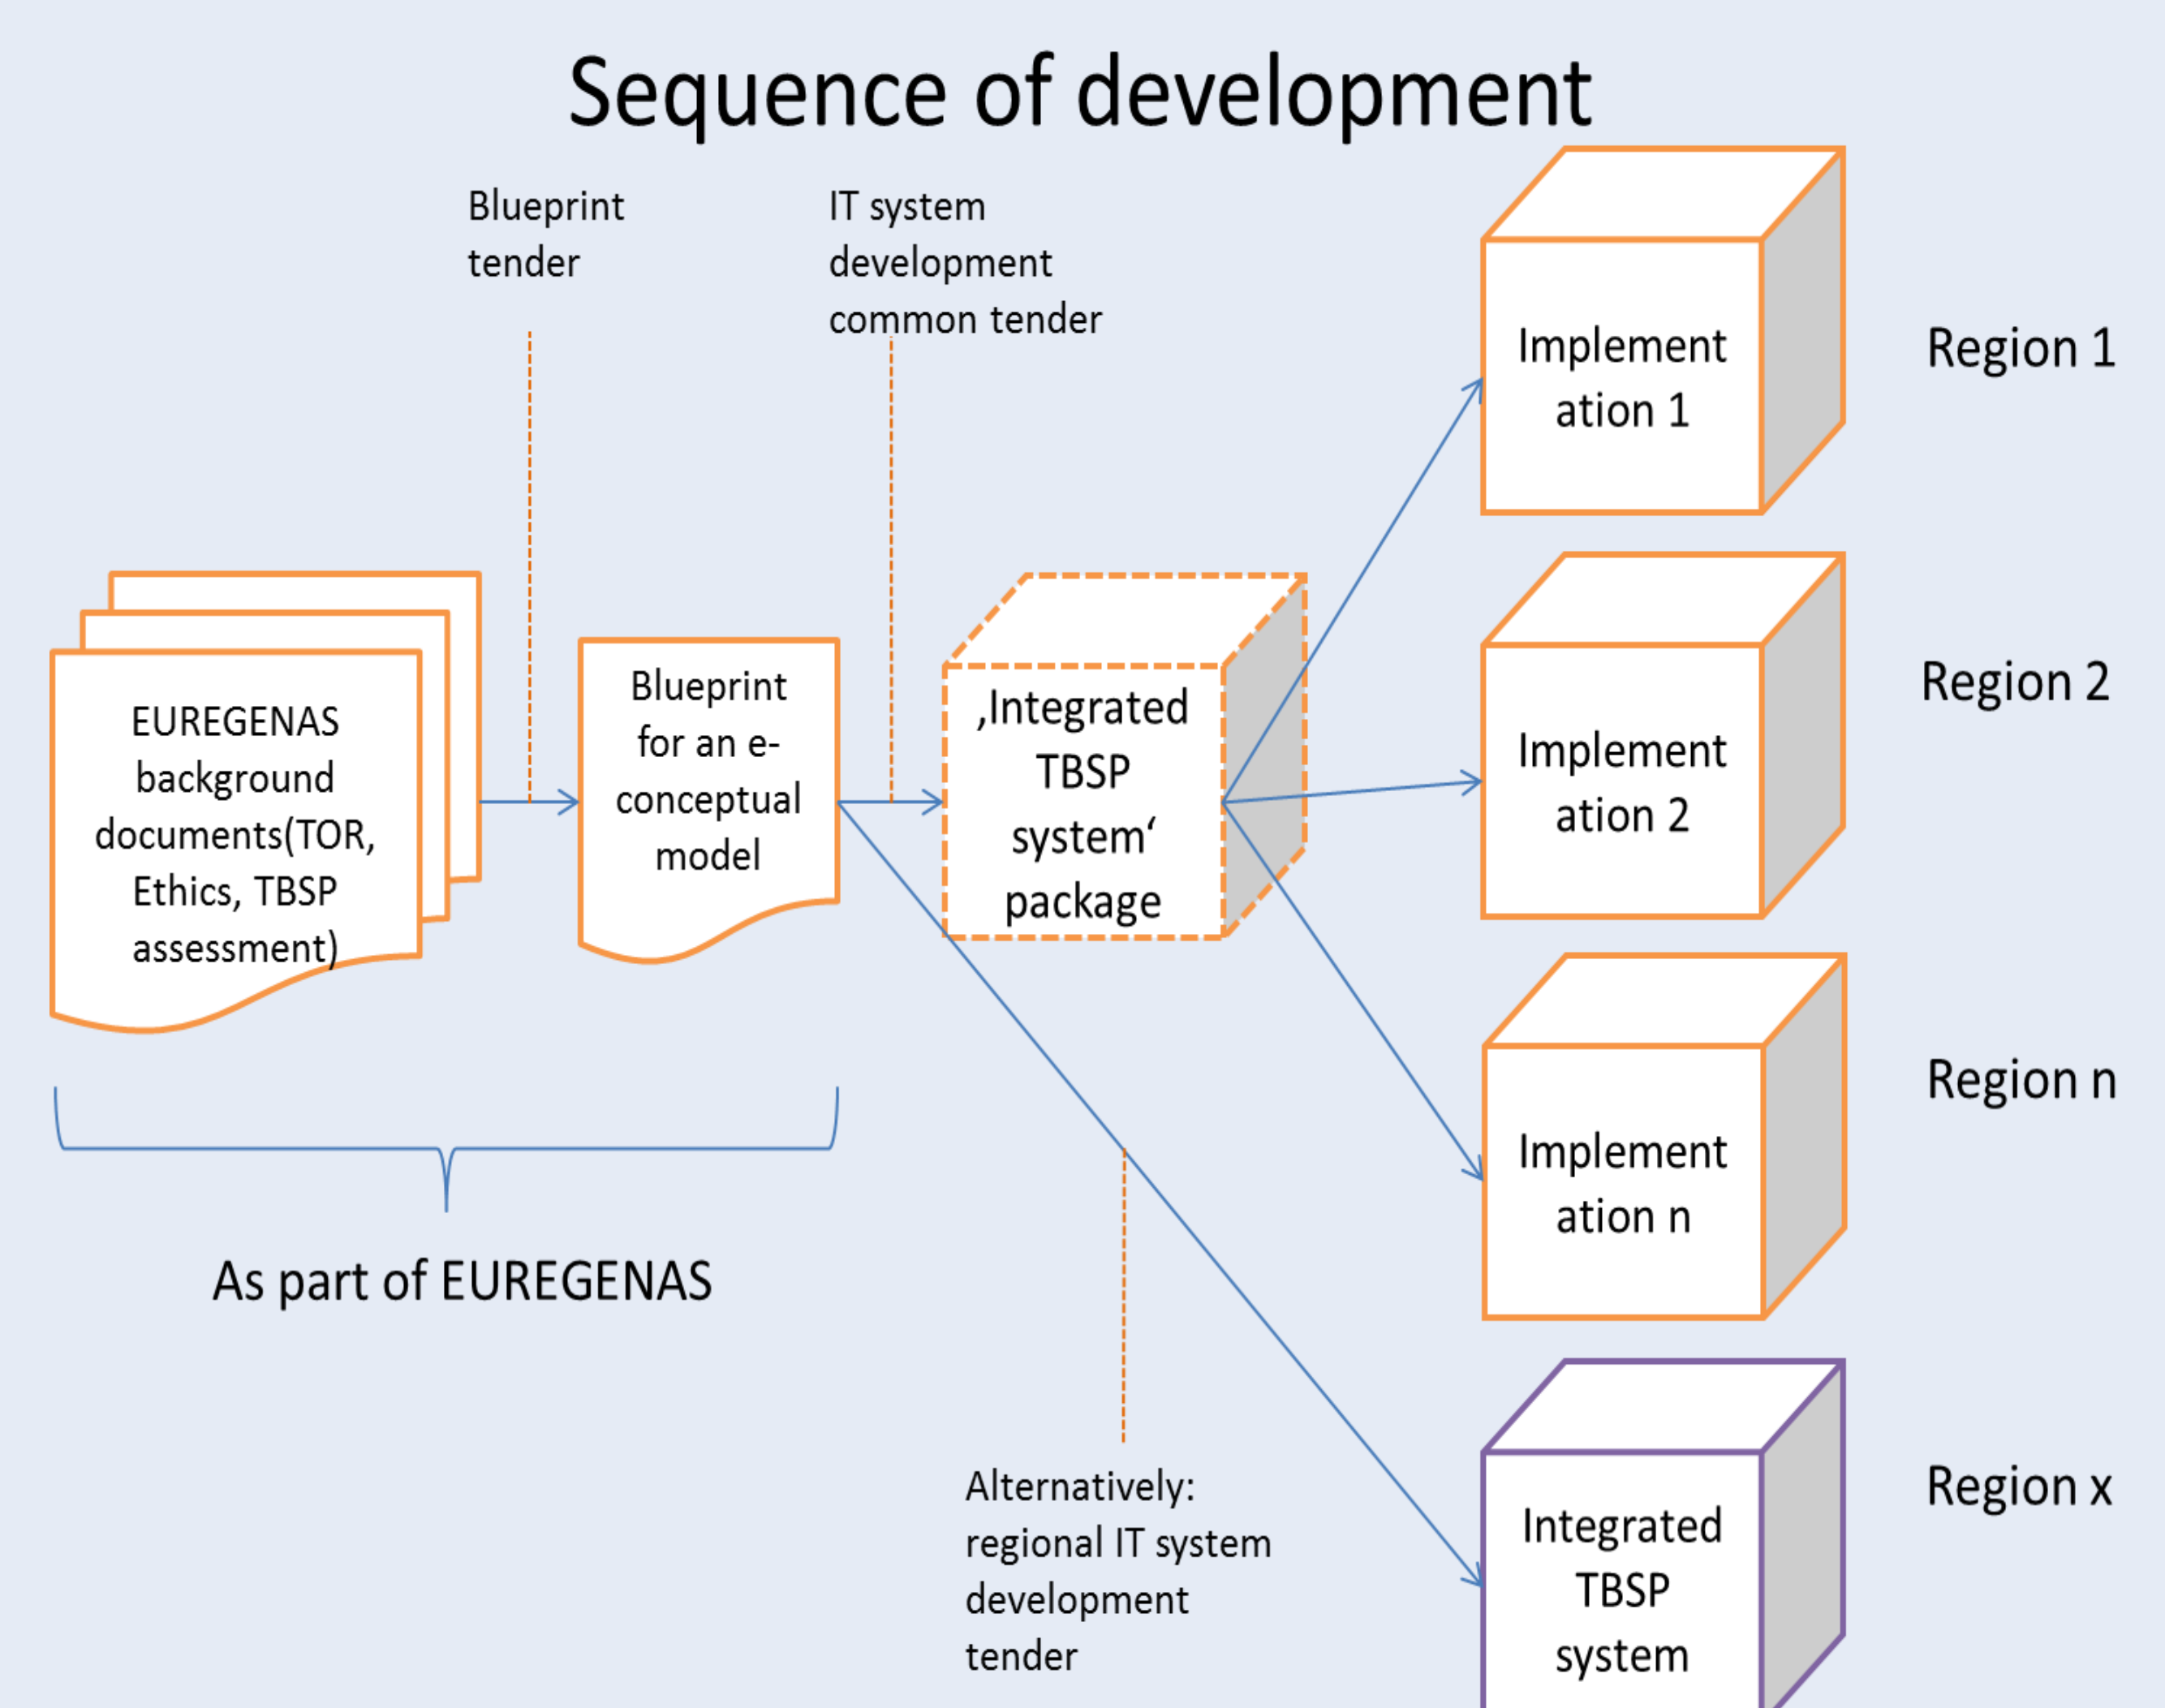 Sequence of development
Blueprint
tender
IT system
development
common tender
EUREGENAS
background
documents(TOR,
Ethics, TBSP
assessment)
Blueprint
for an e-
conceptual
model
‚Integrated
TBSP
system‘
package
Implement
ation 1
Region 1
Implement
ation 2
Region 2
Implement
ation n
Region n
As part of EUREGENAS
Alternatively:
regional IT system
development
tender
Integrated
TBSP
system
Region x